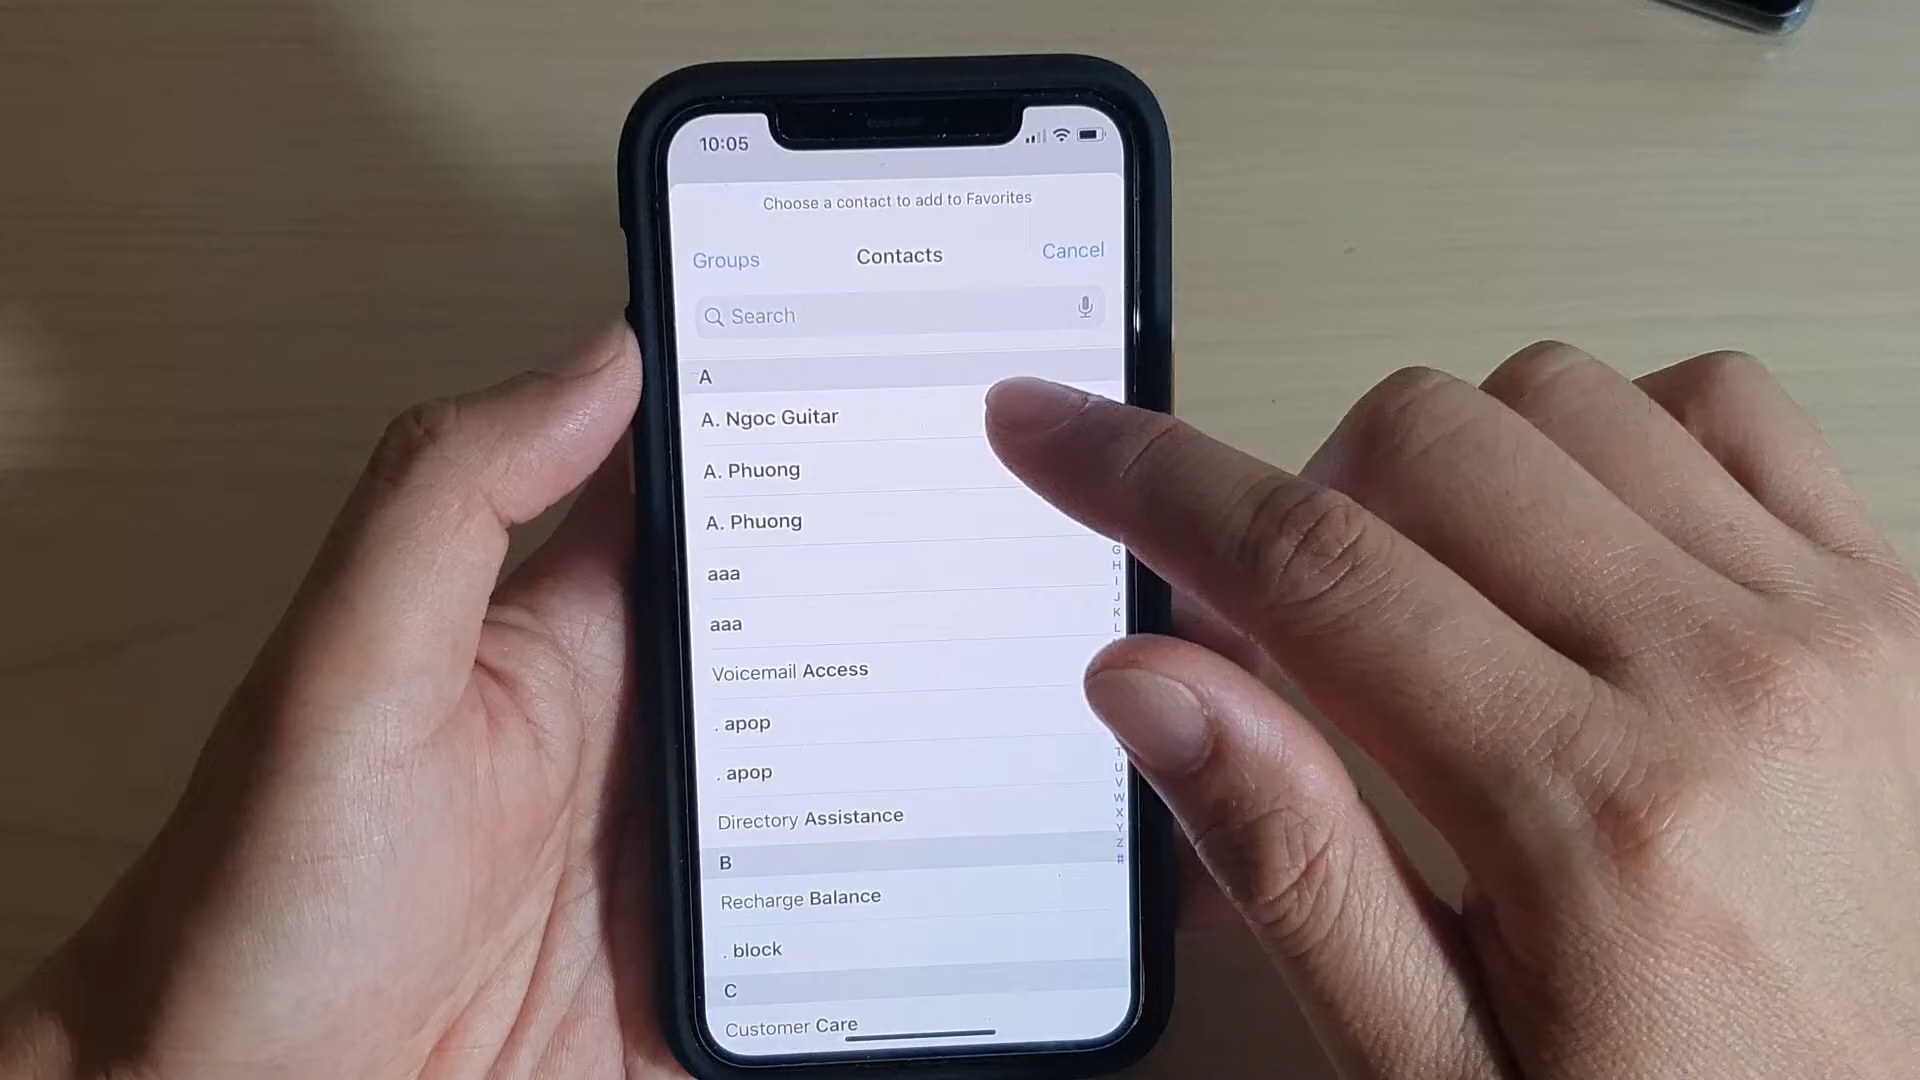 10:05
Choose a contact to add to Favorites
Groups Contacts Cancel
Search
A
A. Ngoc Guitar
A. Phuong
A. Phuong
aaa
aaa
Voicemail Access
. apop
. apop
Directory Assistance
B
Recharge Balance
. block
C
Customer Care
G
H
I
J
K
L
T
U
V
W
X
Y
Z
#